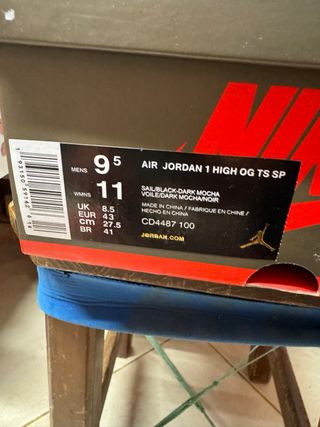 NIKE
MENS 9 5
AIR JORDAN 1 HIGH OG TS SP
WMNS 11
SAIL/BLACK-DARK MOCHA
VOILE/DARK MOCHA/NOIR
UK 8.5
EUR 43
MADE IN CHINA / FABRIQUE EN CHINE /
HECHO EN CHINA
cm 27.5
CD4487 100
BR 41
JORDAN.COM